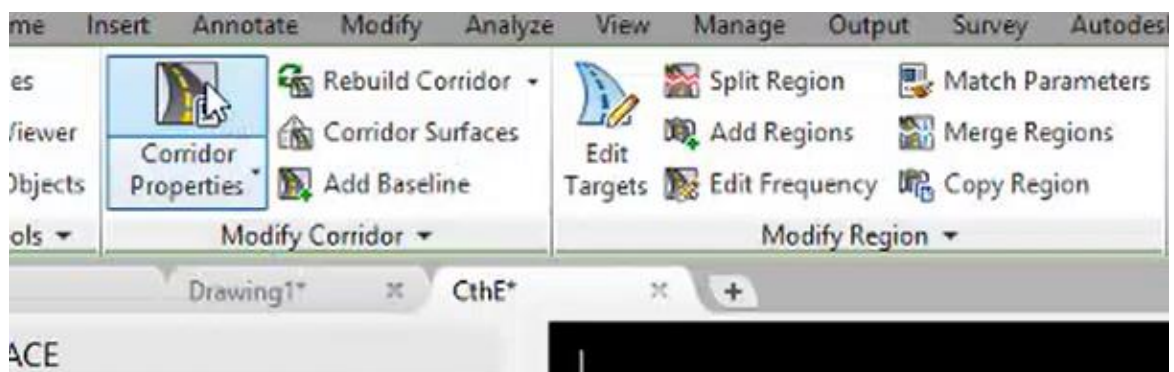 me Insert Annotate Modify Analyze View Manage Output Survey Autodes
es
Viewer
Objects
ols
Corridor
Properties
Rebuild Corridor
Corridor Surfaces
Add Baseline
Modify Corridor
Edit
Targets
Split Region
Add Regions
Edit Frequency
Match Parameters
Merge Regions
Copy Region
Modify Region
Drawing1* CthE*
ACE